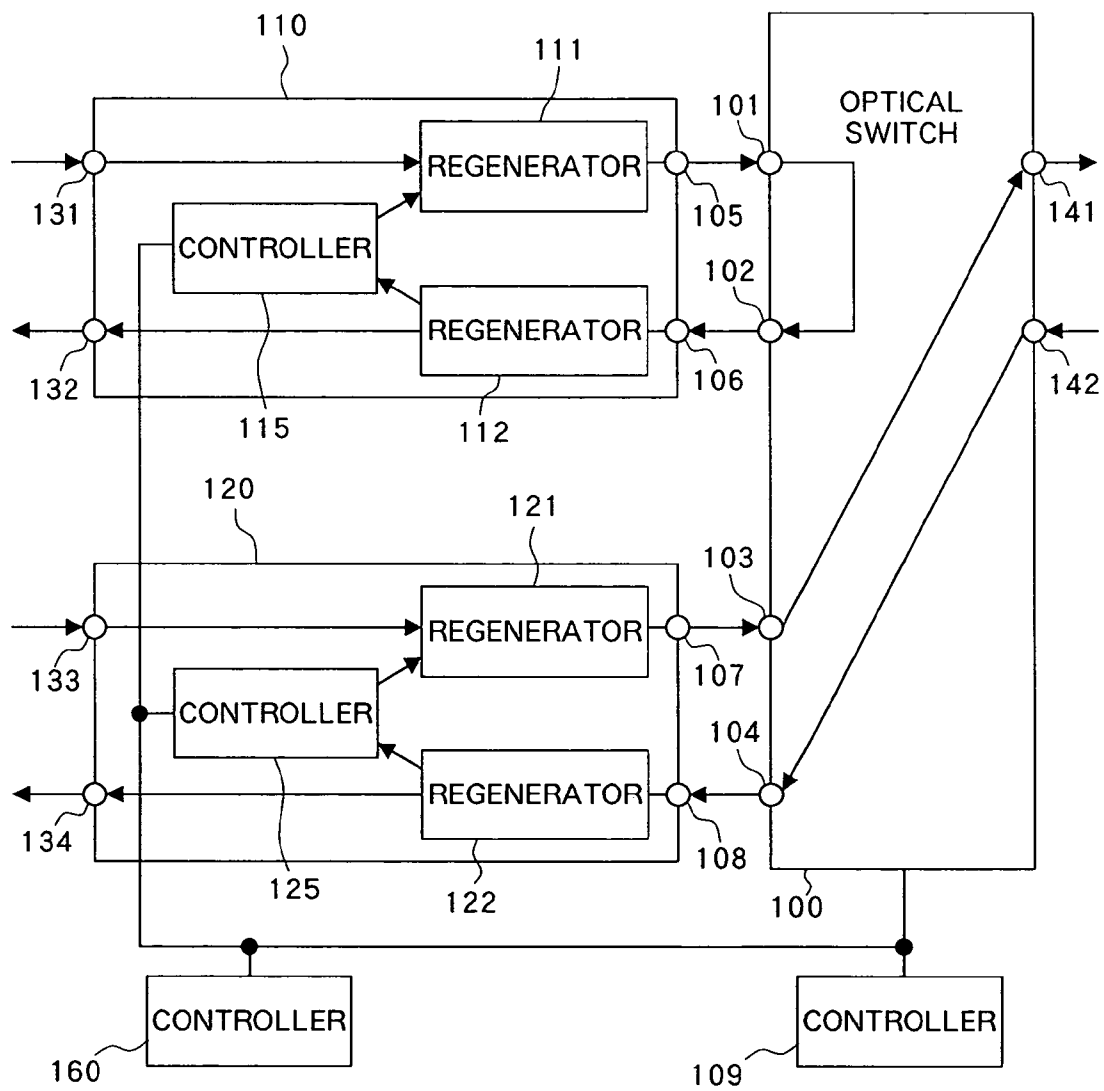 110
111
101
OPTICAL
SWITCH
REGENERATOR
131
105
141
CONTROLLER
102
REGENERATOR
132
106
142
115
112
120
121
103
REGENERATOR
133
107
CONTROLLER
104
REGENERATOR
134
108
125
122
100
CONTROLLER
CONTROLLER
160
109